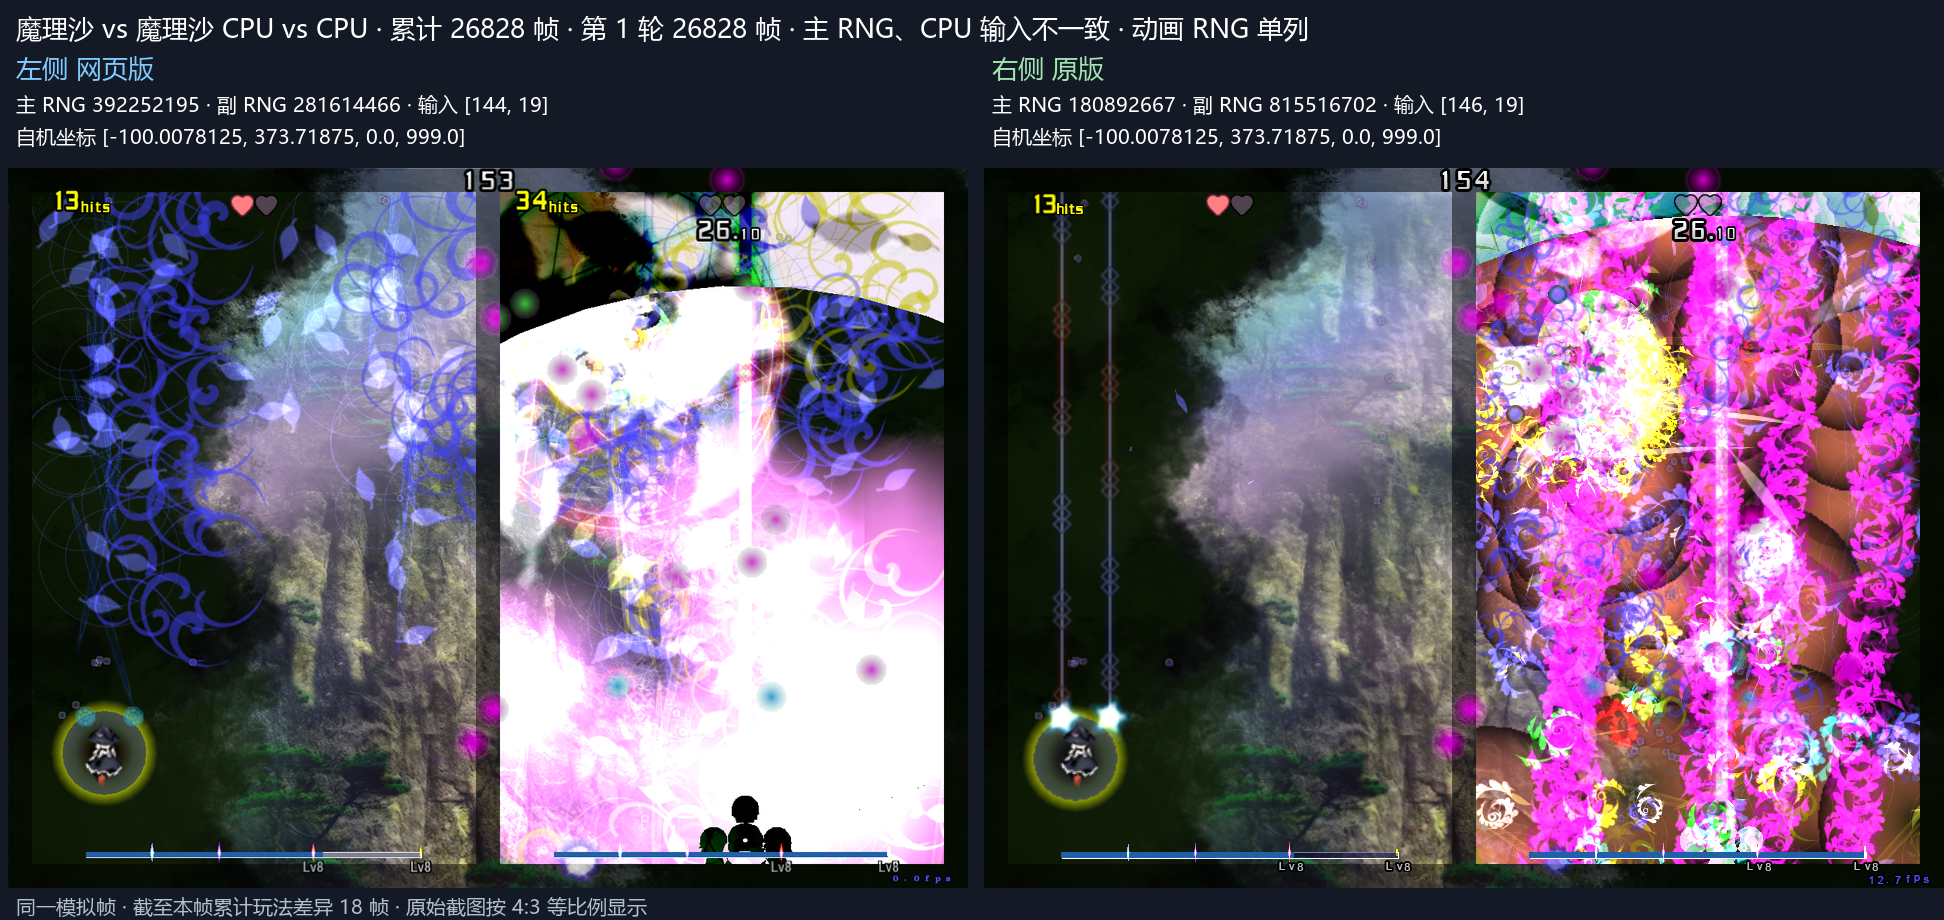 魔理沙 vs 魔理沙 CPU vs CPU · 累计 26828 帧 · 第 1 轮 26828 帧 · 主 RNG、CPU 输入不一致 · 动画 RNG 单列
左侧 网页版
主 RNG 392252195 · 副 RNG 281614466 · 输入 [144, 19]
自机坐标 [-100.0078125, 373.71875, 0.0, 999.0]
右侧 原版
主 RNG 180892667 · 副 RNG 815516702 · 输入 [146, 19]
自机坐标 [-100.0078125, 373.71875, 0.0, 999.0]
153
13hits
34hits
26.10
Lv8
Lv8
Lv8
Lv8
0.0fps
154
13hits
26.10
Lv8
Lv8
Lv8
Lv8
12.7fps
同一模拟帧 · 截至本帧累计玩法差异 18 帧 · 原始截图按 4:3 等比例显示